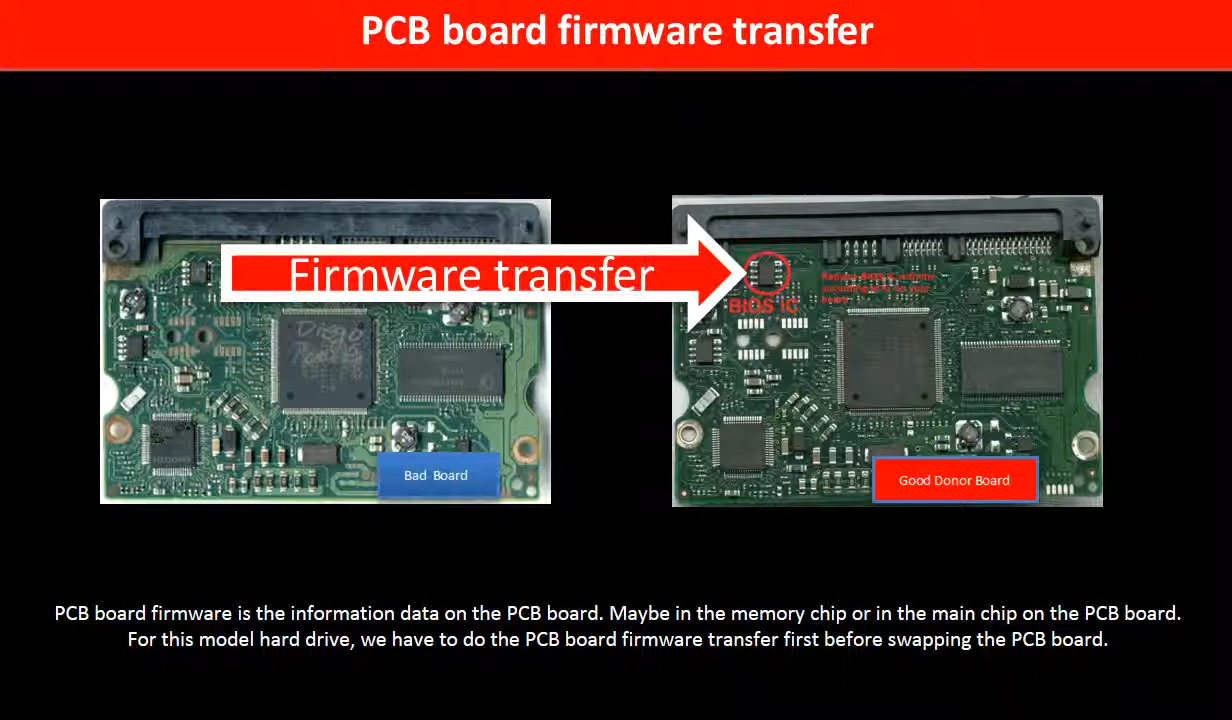 PCB board firmware transfer
Firmware transfer
BIOS IC
Bad Board
Good Donor Board
PCB board firmware is the information data on the PCB board. Maybe in the memory chip or in the main chip on the PCB board.
For this model hard drive, we have to do the PCB board firmware transfer first before swapping the PCB board.